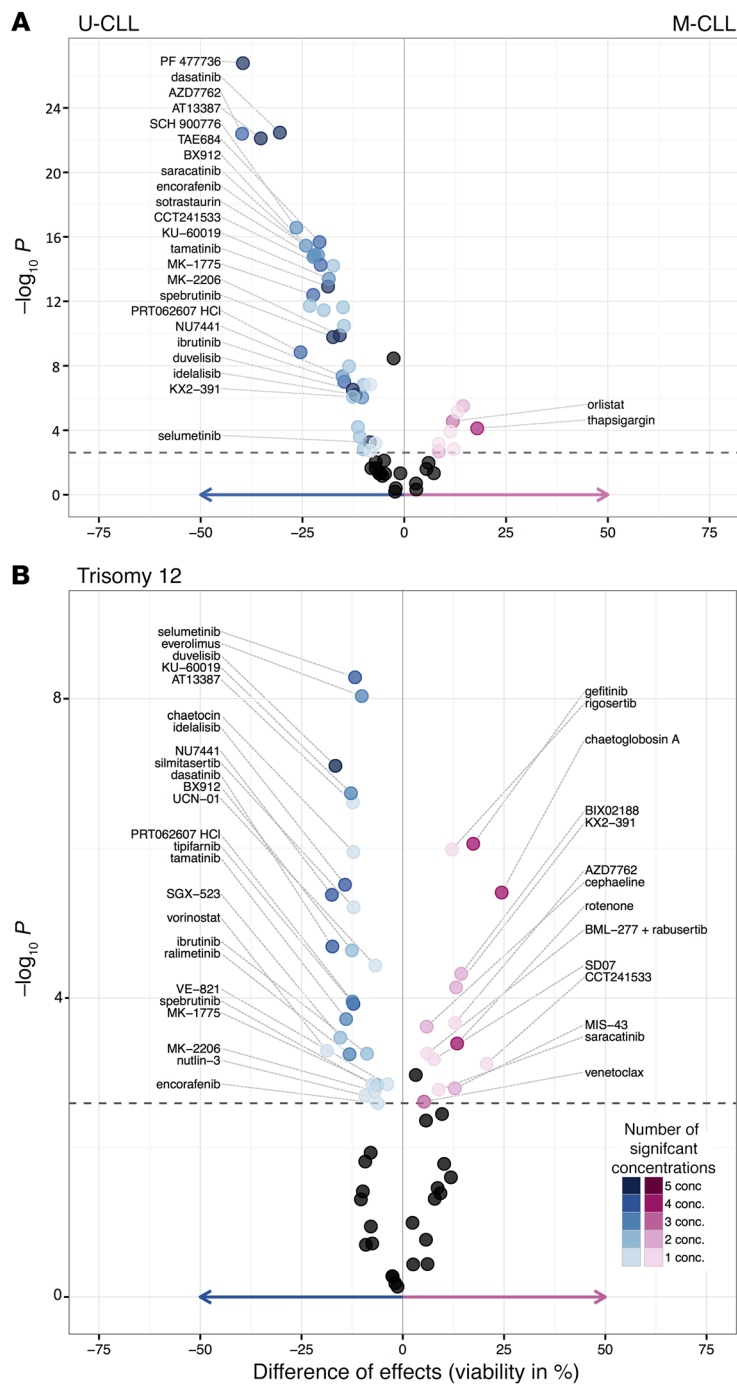 A
U-CLL
M-CLL
PF 477736
dasatinib
AZD7762
AT13387
SCH 900776
TAE684
BX912
saracatinib
encorafenib
sotrastaurin
CCT241533
KU-60019
tamatinib
MK-1775
MK-2206
spebrutinib
PRT062607 HCl
NU7441
ibrutinib
duvelisib
idelalisib
KX2-391
selumetinib
orlistat
thapsigargin
24
20
16
12
8
4
0
−log10 P
−75
−50
−25
0
25
50
75
B
Trisomy 12
selumetinib
everolimus
duvelisib
KU-60019
AT13387
chaetocin
idelalisib
NU7441
silmitasertib
dasatinib
BX912
UCN-01
PRT062607 HCl
tipifarnib
tamatinib
SGX-523
vorinostat
ibrutinib
ralimetinib
VE-821
spebrutinib
MK-1775
MK-2206
nutlin-3
encorafenib
gefitinib
rigosertib
chaetoglobosin A
BIX02188
KX2-391
AZD7762
cephaeline
rotenone
BML-277 + rabusertib
SD07
CCT241533
MIS-43
saracatinib
venetoclax
8
4
0
−log10 P
Number of
signifcant
concentrations
5 conc
4 conc.
3 conc.
2 conc.
1 conc.
−75
−50
−25
0
25
50
75
Difference of effects (viability in %)